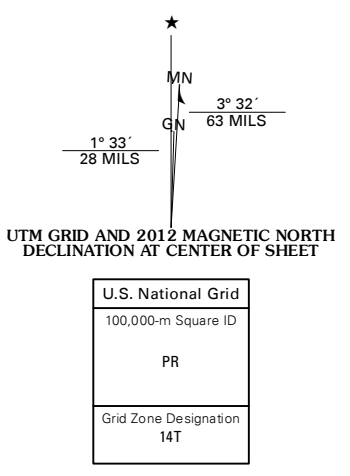 MN
3° 32´
63 MILS
GN
1° 33´
28 MILS
UTM GRID AND 2012 MAGNETIC NORTH
DECLINATION AT CENTER OF SHEET
U.S. National Grid
100,000-m Square ID
PR
Grid Zone Designation
14T